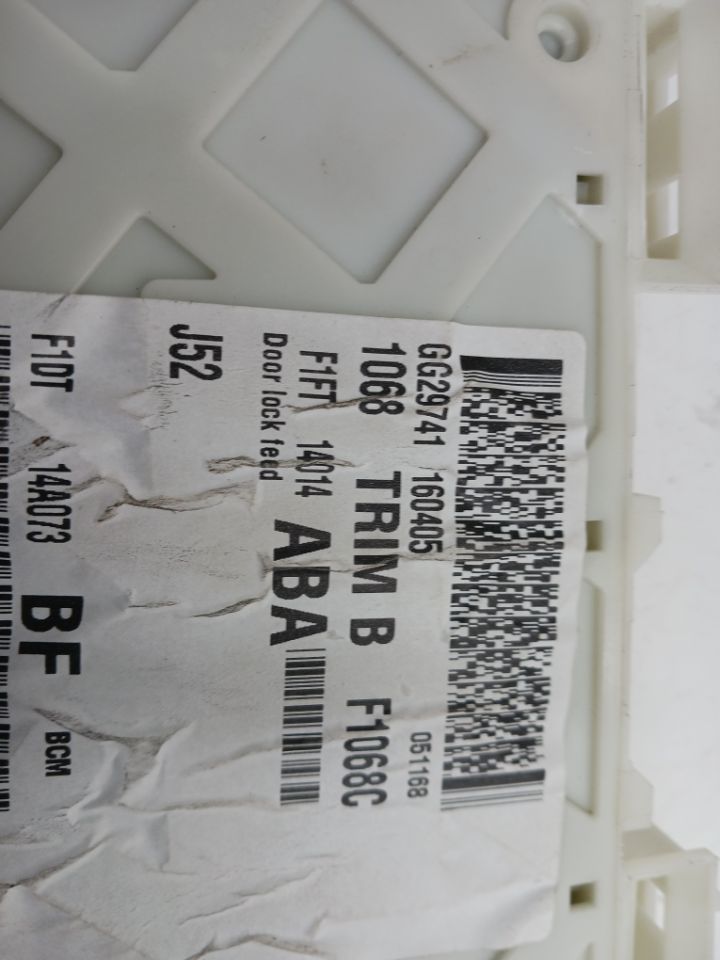 GG29741 160405 051168
1068 TRIM B F1068C
F1FT 14014 ABA
Door lock feed
J52
F1DT 14A073 BF BCM